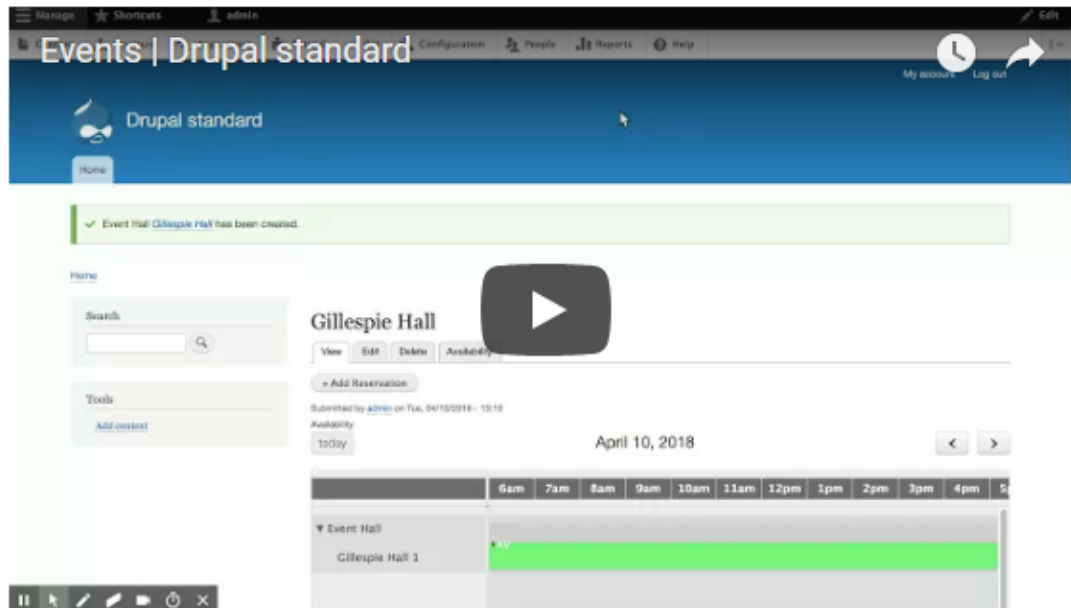 Manage Shortcuts admin Edit
Events | Drupal standard
Configuration People Reports Help
My account Log out
Drupal standard
Home
Event Hall Gillespie Hall has been created.
Home
Search
Gillespie Hall
View Edit Delete Availability
+ Add Reservation
Tools
Submitted by admin on Tue, 04/10/2018 - 15:10
Add content
Availability
today April 10, 2018 < >
6am 7am 8am 9am 10am 11am 12pm 1pm 2pm 3pm 4pm
▼ Event Hall
Gillespie Hall 1